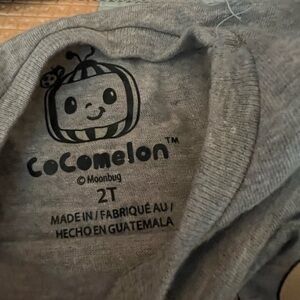 CoComelon™
© Moonbug
2T
MADE IN / FABRIQUÉ AU /
HECHO EN GUATEMALA